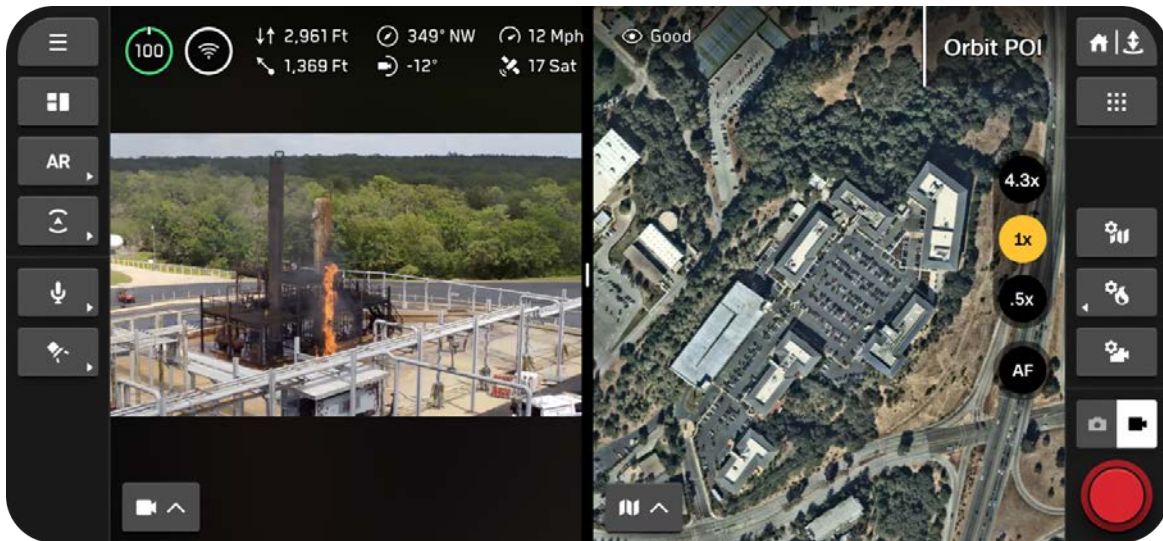 100
2,961 Ft 349° NW 12 Mph
1,369 Ft -12° 17 Sat
Good
Orbit POI
AR
4.3x
1x
.5x
AF